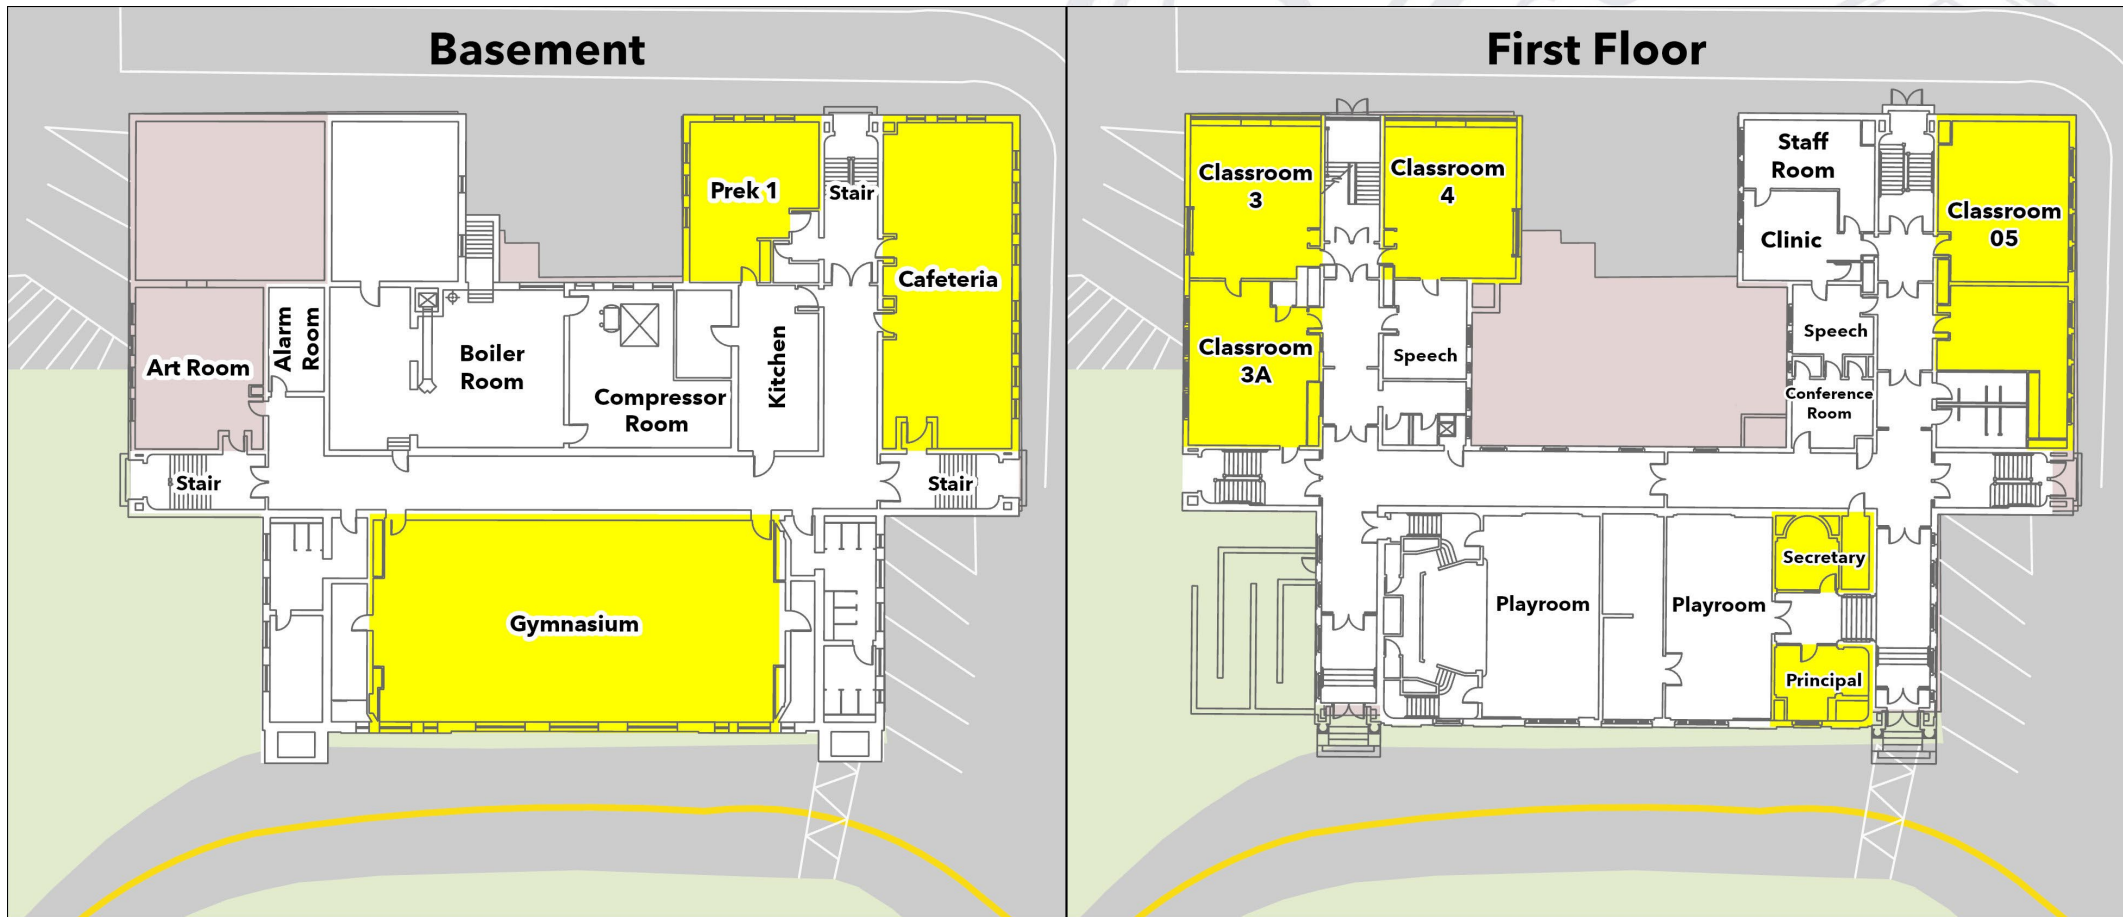 Basement
Prek 1
Stair
Cafeteria
Art Room
Alarm
Room
Boiler
Room
Compressor
Room
Kitchen
Stair
Stair
Gymnasium
First Floor
Classroom
3
Classroom
4
Staff
Room
Clinic
Classroom
05
Classroom
3A
Speech
Speech
Conference
Room
Secretary
Playroom
Playroom
Principal